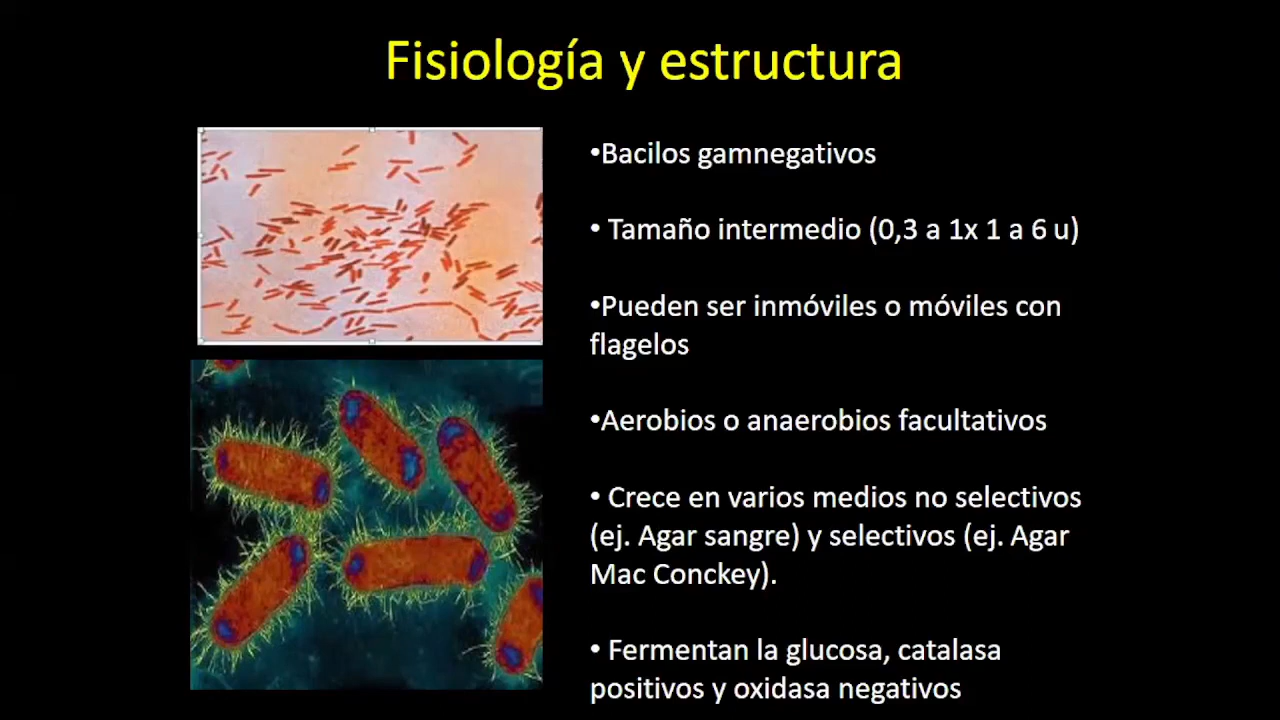 Fisiología y estructura
•Bacilos gamnegativos
• Tamaño intermedio (0,3 a 1x 1 a 6 u)
•Pueden ser inmóviles o móviles con
flagelos
•Aerobios o anaerobios facultativos
• Crece en varios medios no selectivos
(ej. Agar sangre) y selectivos (ej. Agar
Mac Conckey).
• Fermentan la glucosa, catalasa
positivos y oxidasa negativos